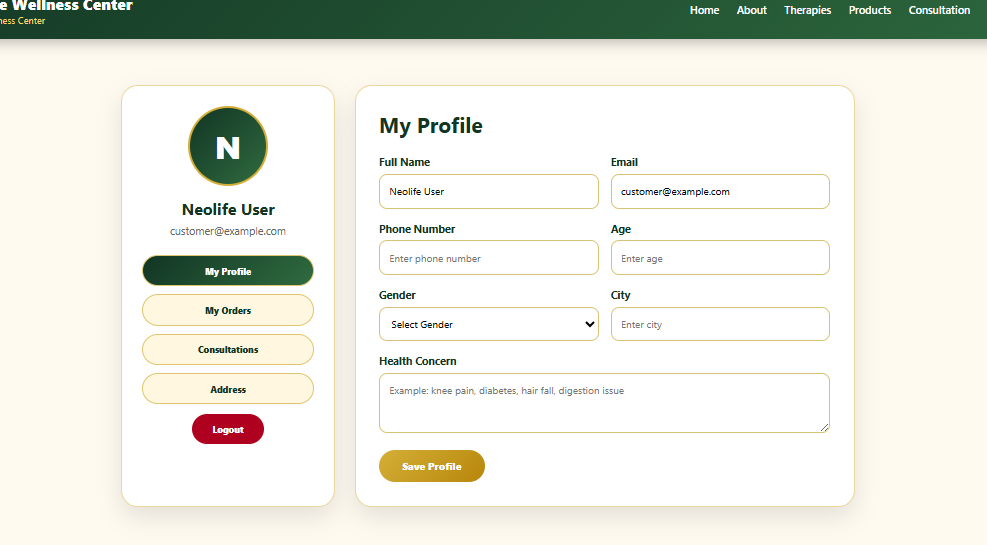 e Wellness Center
ness Center
Home About Therapies Products Consultation
N
Neolife User
customer@example.com
My Profile
My Orders
Consultations
Address
Logout
My Profile
Full Name Email
Neolife User customer@example.com
Phone Number Age
Enter phone number Enter age
Gender City
Select Gender Enter city
Health Concern
Example: knee pain, diabetes, hair fall, digestion issue
Save Profile